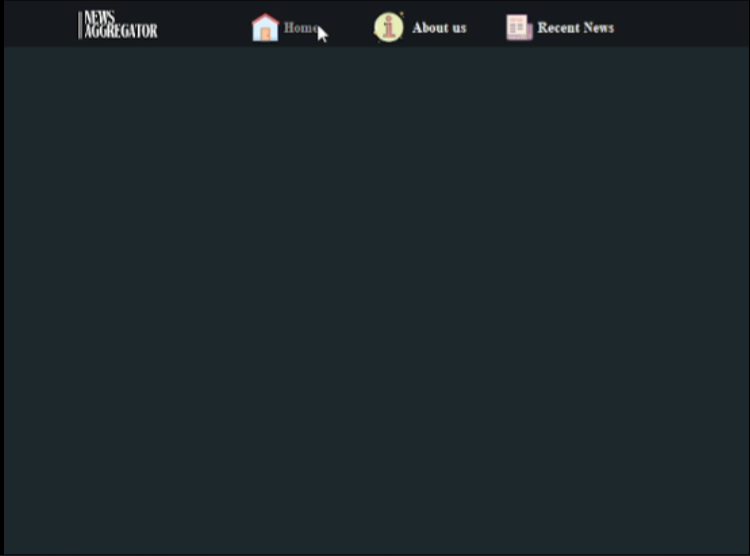 NEWS
AGGREGATOR
Home
About us
Recent News